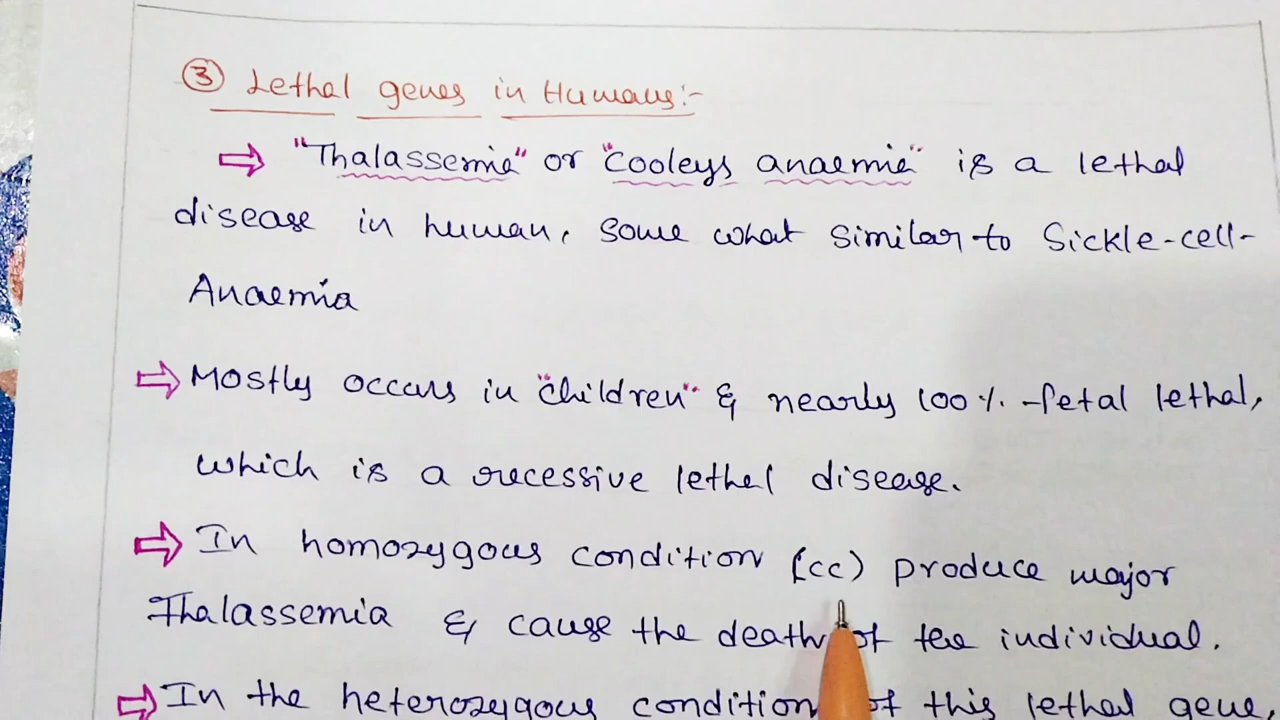 ③ Lethal genes in Humans:-
⇒ "Thalassemia" or "cooleys anaemia" is a lethal
disease in human, some what similar to Sickle-cell-
Anaemia
⇒ Mostly occurs in "children" & nearly 100% fetal lethal,
which is a recessive lethal disease.
⇒ In homozygous condition (cc) produce major
Thalassemia & cause the death of the individual.
⇒ In the heterozygous condition of this lethal gene,